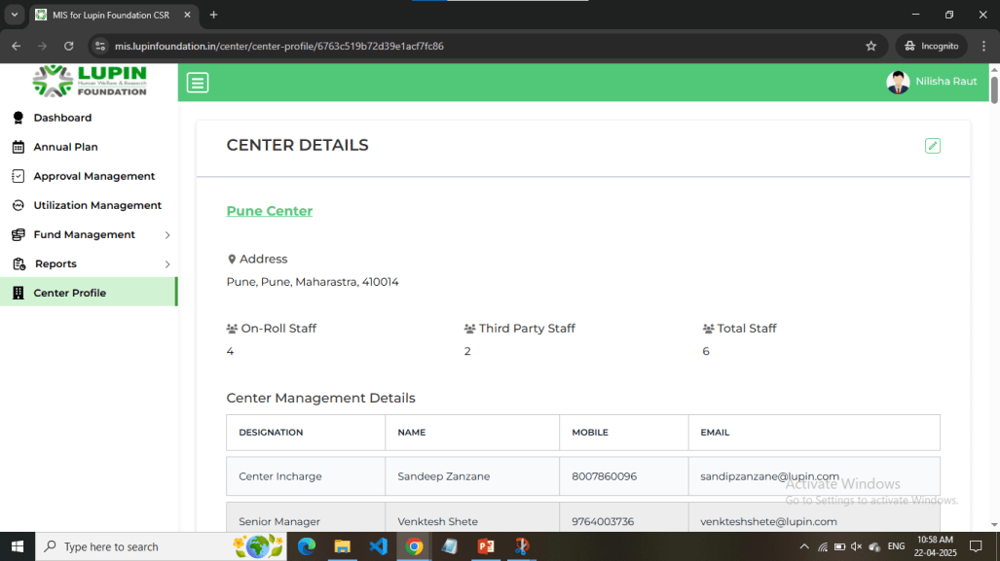 MIS for Lupin Foundation CSR
mis.lupinfoundation.in/center/center-profile/6763c519b72d39e1acf7fc86
Incognito
LUPIN
Human Welfare & Research
FOUNDATION
Nilisha Raut
Dashboard
Annual Plan
Approval Management
Utilization Management
Fund Management
Reports
Center Profile
CENTER DETAILS
Pune Center
Address
Pune, Pune, Maharastra, 410014
On-Roll Staff Third Party Staff Total Staff
4 2 6
Center Management Details
DESIGNATION NAME MOBILE EMAIL
Center Incharge Sandeep Zanzane 8007860096 sandipzanzane@lupin.com
Senior Manager Venktesh Shete 9764003736 venkteshshete@lupin.com
Activate Windows
Go to Settings to activate Windows.
Type here to search
ENG
10:58 AM
22-04-2025